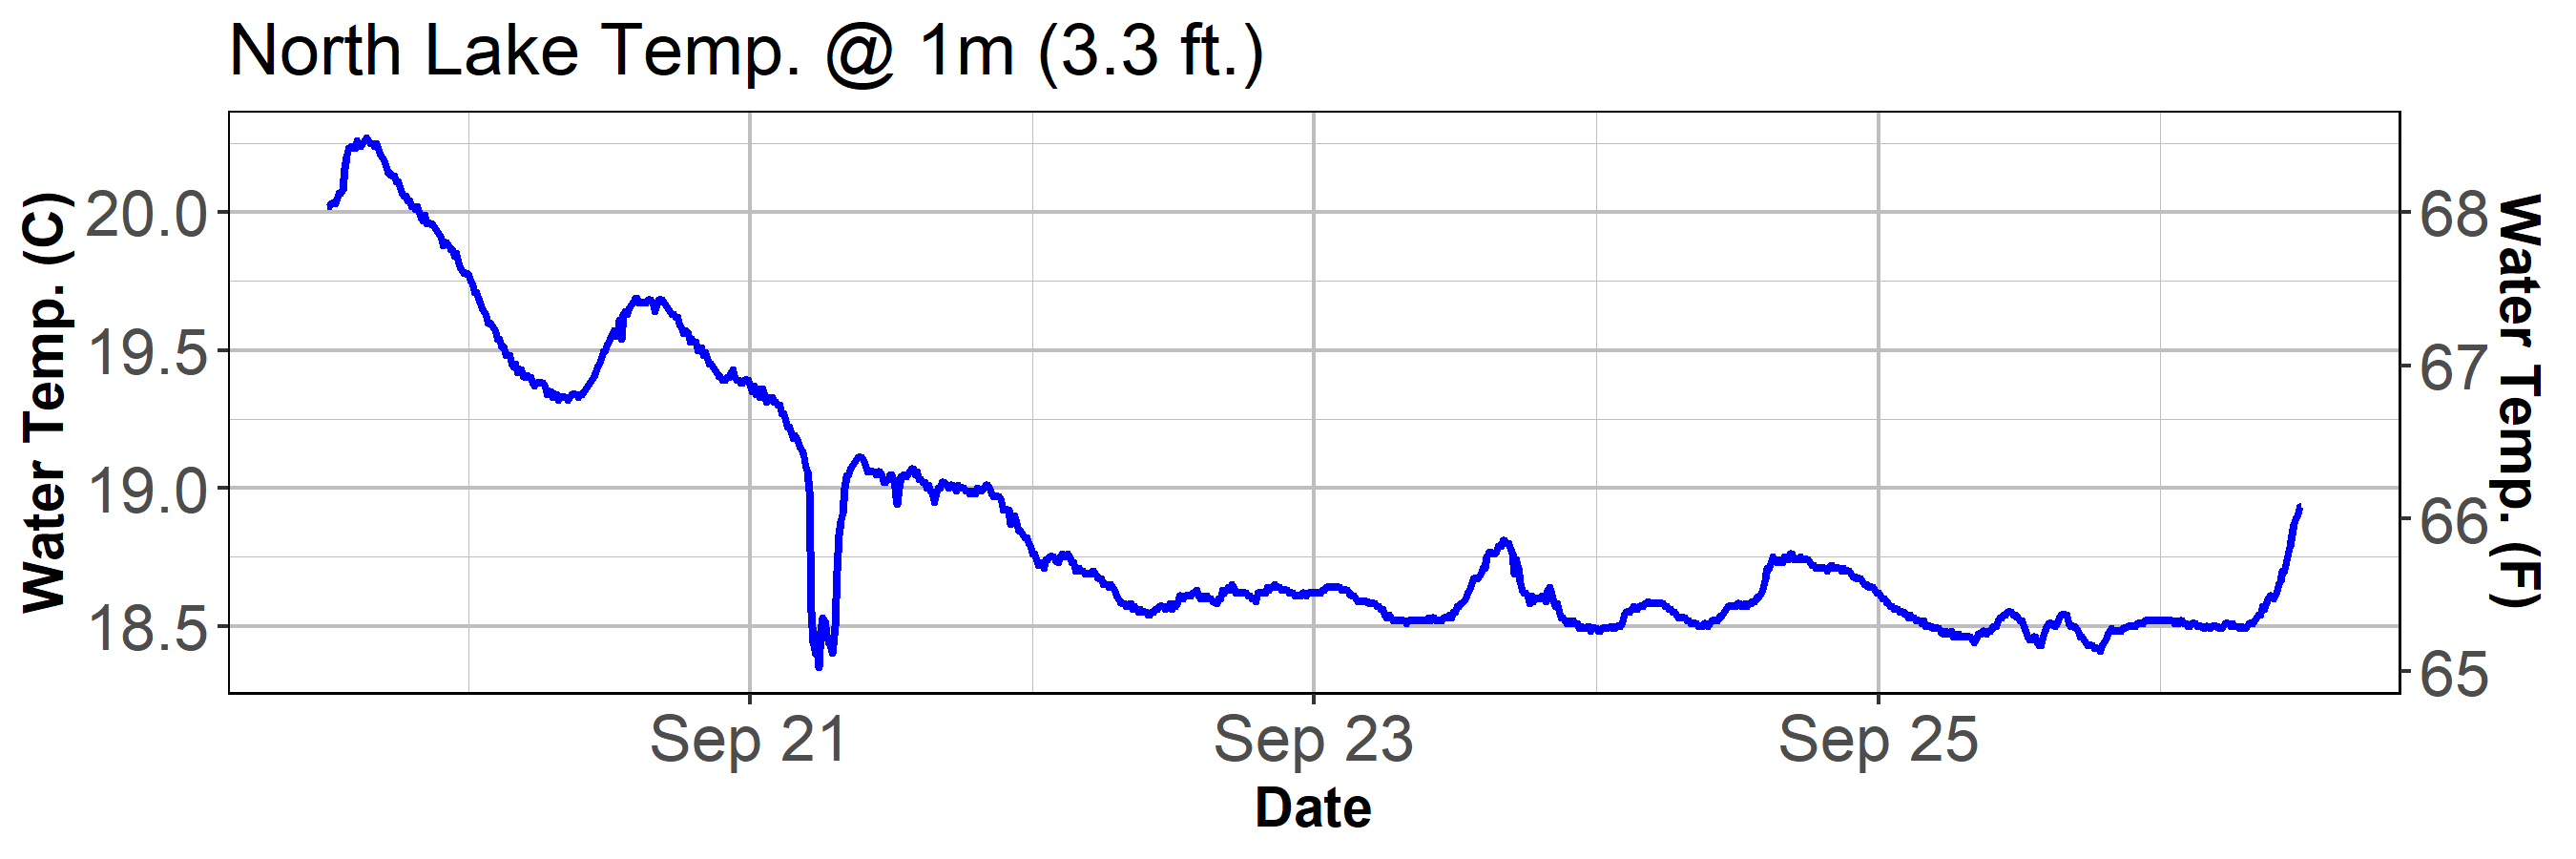 North Lake Temp. @ 1m (3.3 ft.)
Water Temp. (C)
20.0
19.5
19.0
18.5
68
67
66
65
Water Temp. (F)
Sep 21 Sep 23 Sep 25
Date